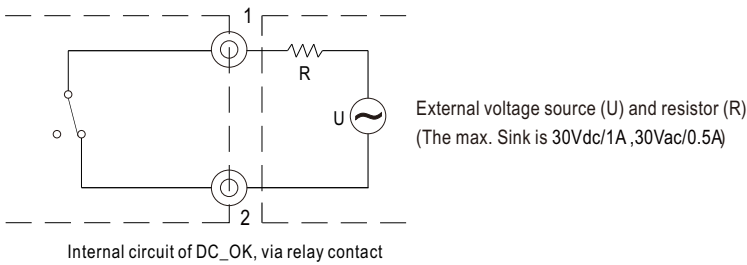 1
R
U
External voltage source (U) and resistor (R)
(The max. Sink is 30Vdc/1A ,30Vac/0.5A)
2
Internal circuit of DC_OK, via relay contact